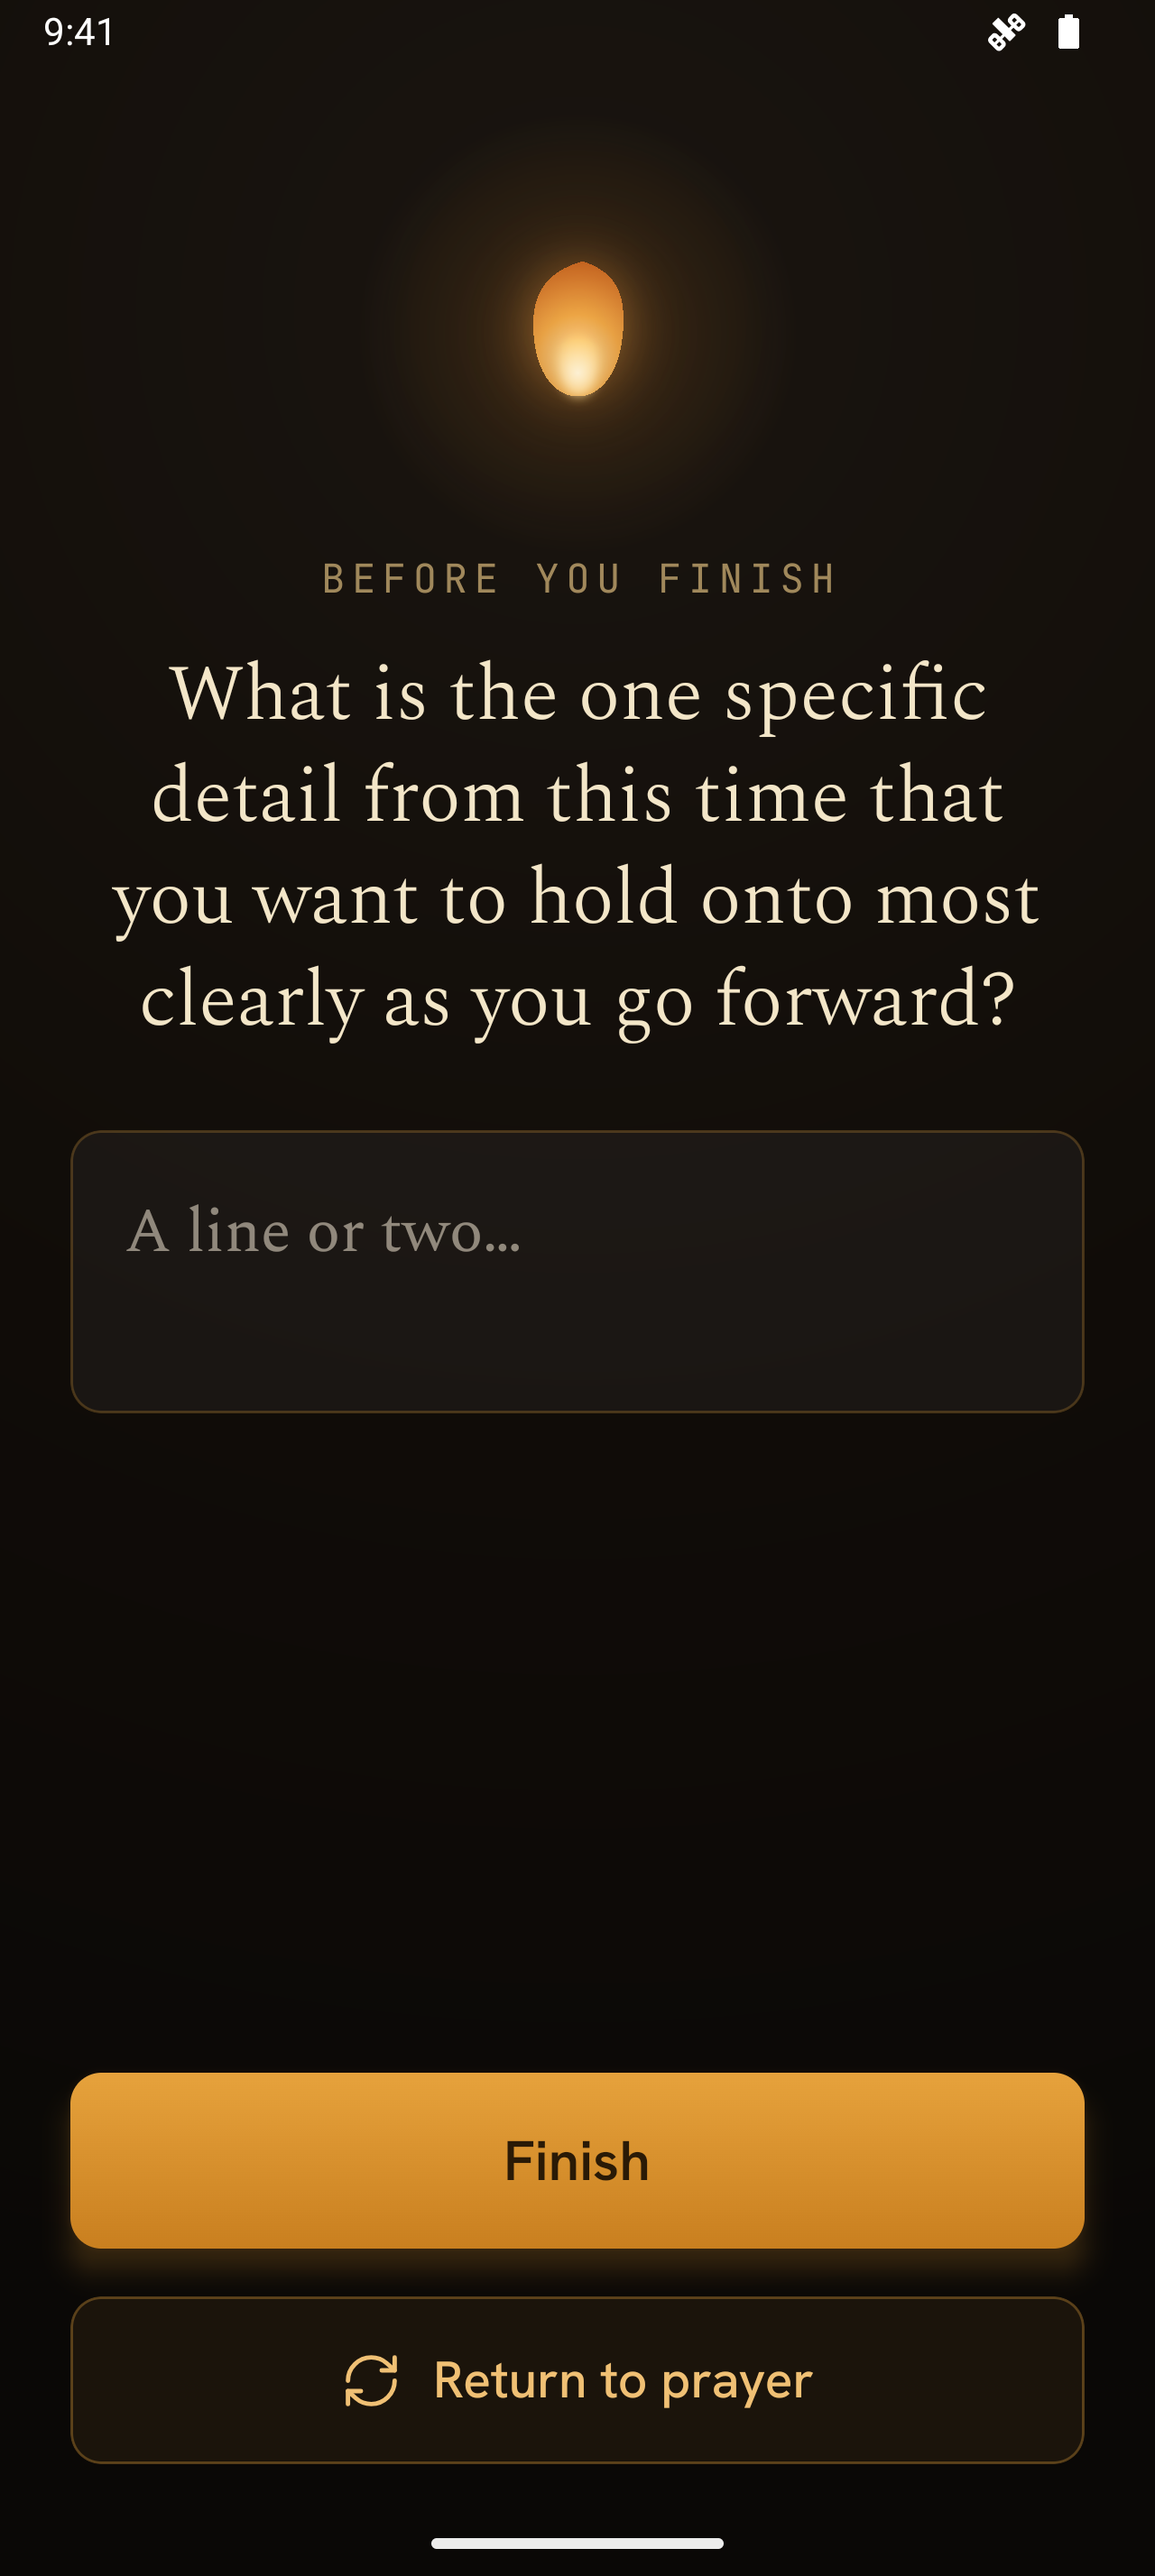 9:41
BEFORE YOU FINISH
What is the one specific
detail from this time that
you want to hold onto most
clearly as you go forward?
A line or two…
Finish
Return to prayer